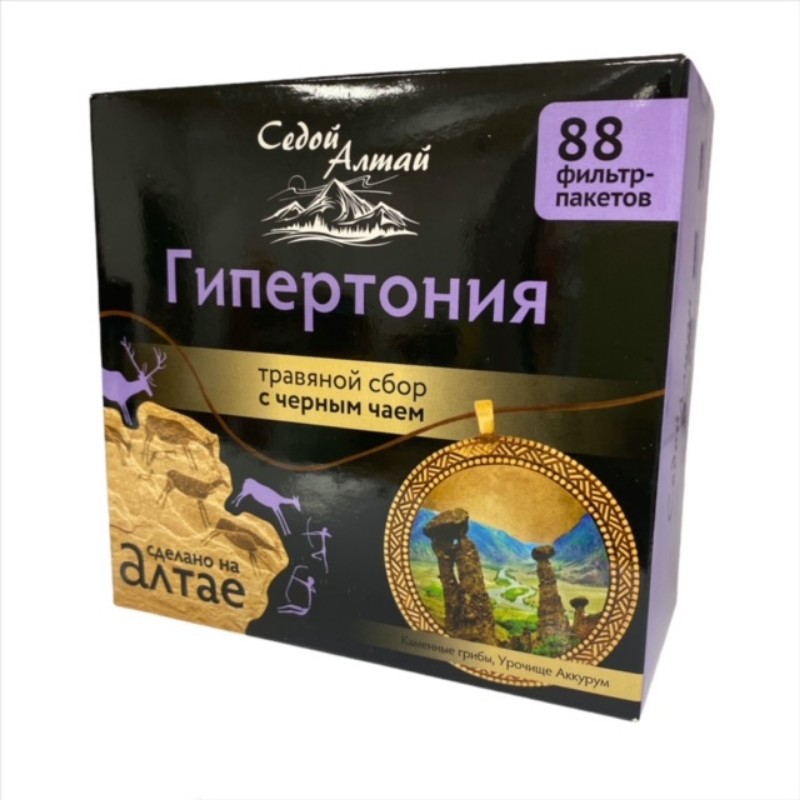 Седой
Алтай
88
фильтр-
пакетов
Гипертония
травяной сбор
с черным чаем
сделано на
алтае
Каменные грибы, Урочище Аккурум